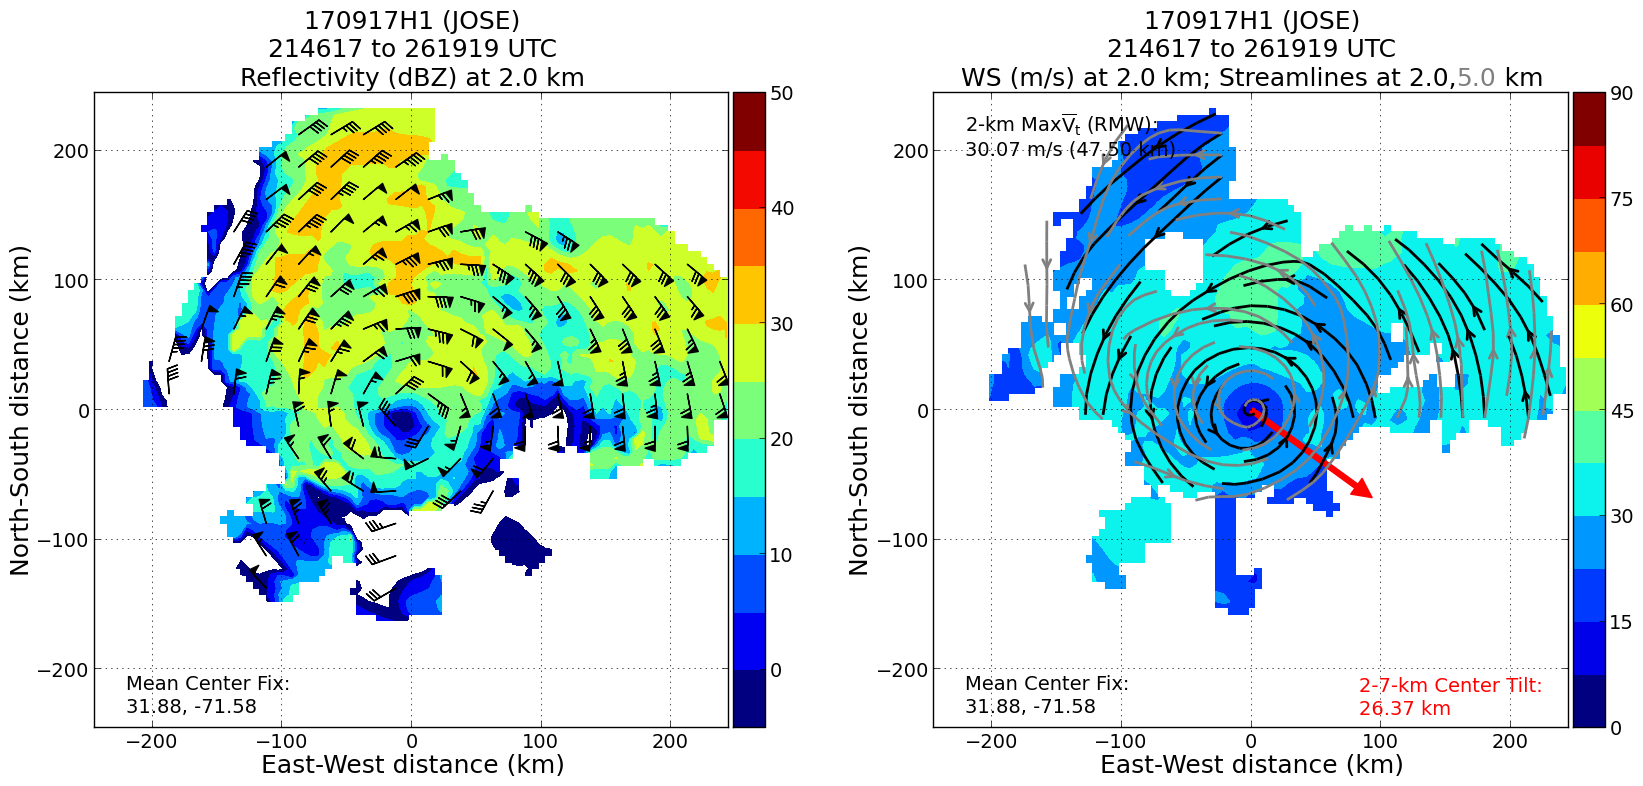 170917H1 (JOSE)
214617 to 261919 UTC
Reflectivity (dBZ) at 2.0 km
North-South distance (km)
200
100
0
−100
−200
Mean Center Fix:
31.88, -71.58
−200 −100 0 100 200
East-West distance (km)
50
40
30
20
10
0
170917H1 (JOSE)
214617 to 261919 UTC
WS (m/s) at 2.0 km; Streamlines at 2.0,5.0 km
North-South distance (km)
200
100
0
−100
−200
2-km MaxV̅t (RMW):
30.07 m/s (47.50 km)
Mean Center Fix:
31.88, -71.58
2-7-km Center Tilt:
26.37 km
−200 −100 0 100 200
East-West distance (km)
90
75
60
45
30
15
0